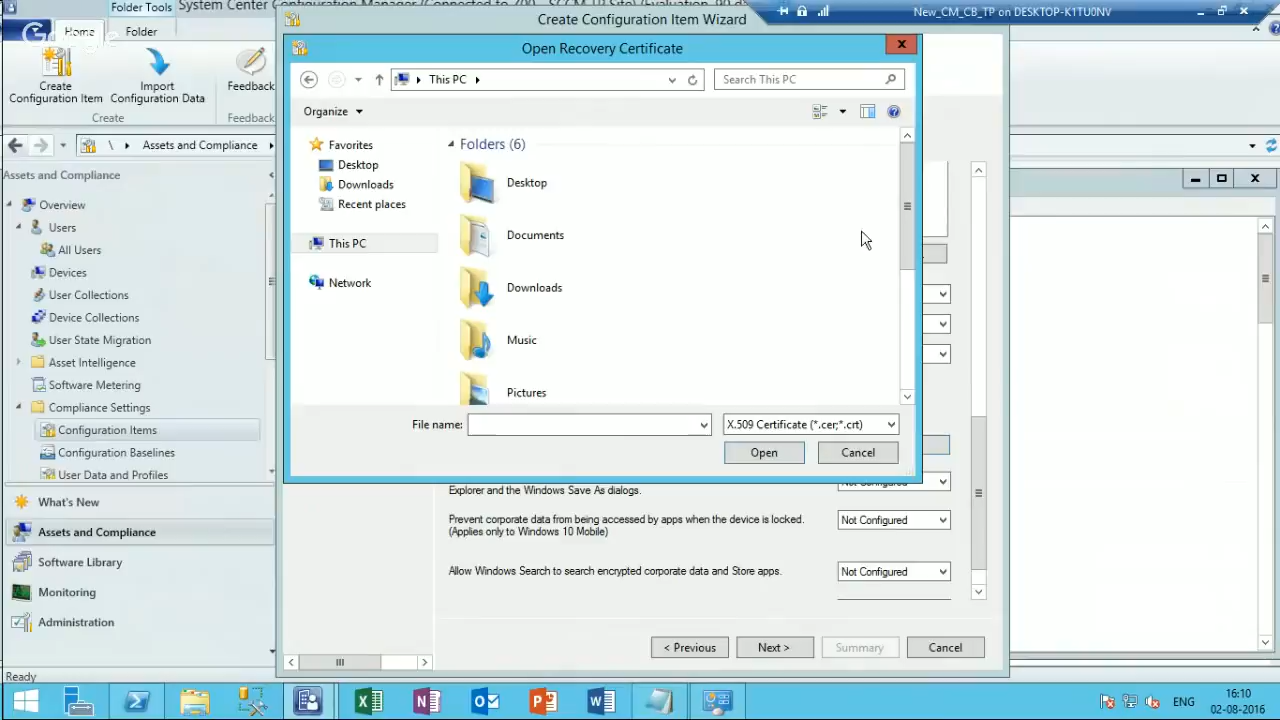 Folder Tools
System Center Configuration Manager (Connected to
Create Configuration Item Wizard
New_CM_CB_TP on DESKTOP-K1TU0NV
Home
Folder
Create
Configuration Item
Import
Configuration Data
Feedback
Create
Feedback
\ Assets and Compliance
Assets and Compliance
Overview
Users
All Users
Devices
User Collections
Device Collections
User State Migration
Asset Intelligence
Software Metering
Compliance Settings
Configuration Items
Configuration Baselines
User Data and Profiles
What's New
Assets and Compliance
Software Library
Monitoring
Administration
Ready
Open Recovery Certificate
This PC
Search This PC
Organize
Favorites
Desktop
Downloads
Recent places
This PC
Network
Folders (6)
Desktop
Documents
Downloads
Music
Pictures
File name:
X.509 Certificate (*.cer;*.crt)
Open
Cancel
Explorer and the Windows Save As dialogs.
Not Configured
Prevent corporate data from being accessed by apps when the device is locked.
(Applies only to Windows 10 Mobile)
Not Configured
Allow Windows Search to search encrypted corporate data and Store apps.
Not Configured
< Previous
Next >
Summary
Cancel
ENG
16:10
02-08-2016